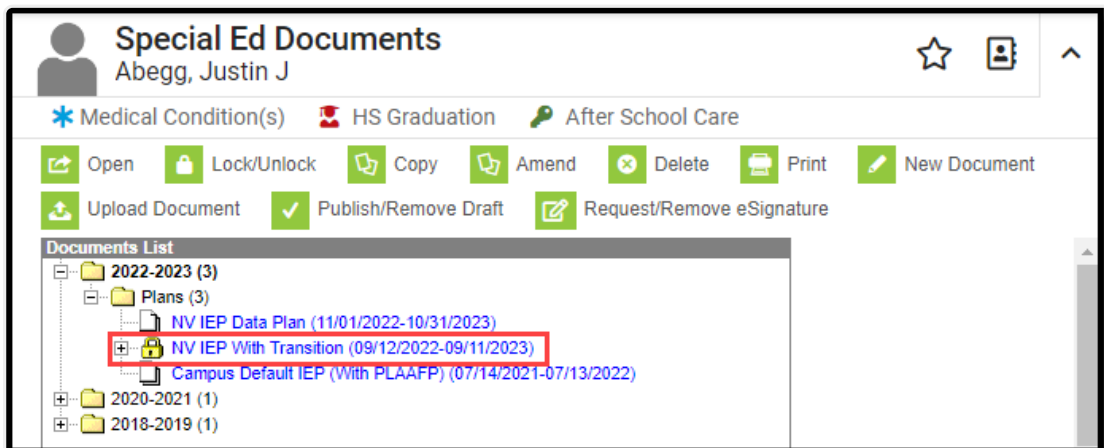 Special Ed Documents
Abegg, Justin J
Medical Condition(s) HS Graduation After School Care
Open Lock/Unlock Copy Amend Delete Print New Document
Upload Document Publish/Remove Draft Request/Remove eSignature
Documents List
2022-2023 (3)
Plans (3)
NV IEP Data Plan (11/01/2022-10/31/2023)
NV IEP With Transition (09/12/2022-09/11/2023)
Campus Default IEP (With PLAAFP) (07/14/2021-07/13/2022)
2020-2021 (1)
2018-2019 (1)